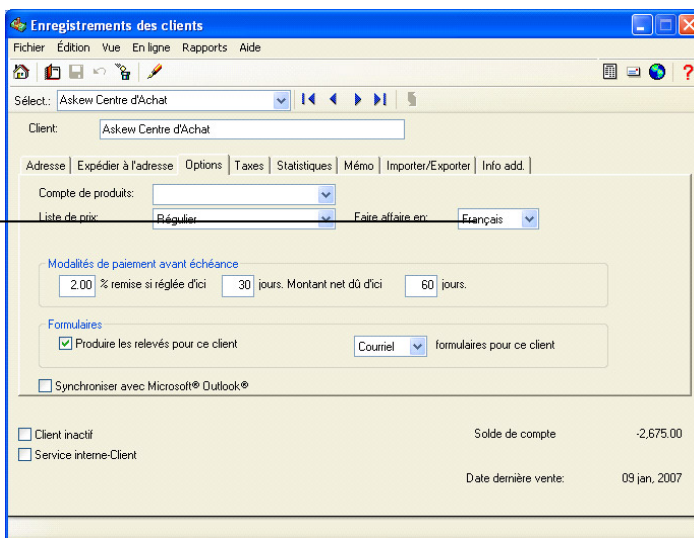 Enregistrements des clients
Fichier Édition Vue En ligne Rapports Aide
Sélect.: Askew Centre d'Achat
Client: Askew Centre d'Achat
Adresse Expédier à l'adresse Options Taxes Statistiques Mémo Importer/Exporter Info add.
Compte de produits:
Liste de prix: Régulier Faire affaire en: Français
Modalités de paiement avant échéance
2.00 % remise si réglée d'ici 30 jours. Montant net dû d'ici 60 jours.
Formulaires
Produire les relevés pour ce client Courriel formulaires pour ce client
Synchroniser avec Microsoft® Outlook®
Client inactif Solde de compte -2,675.00
Service interne-Client
Date dernière vente: 09 jan, 2007